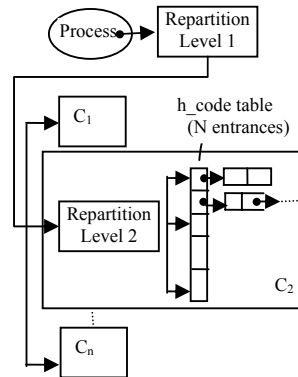 Process
Repartition
Level 1
h_code table
(N entrances)
C1
Repartition
Level 2
C2
Cn